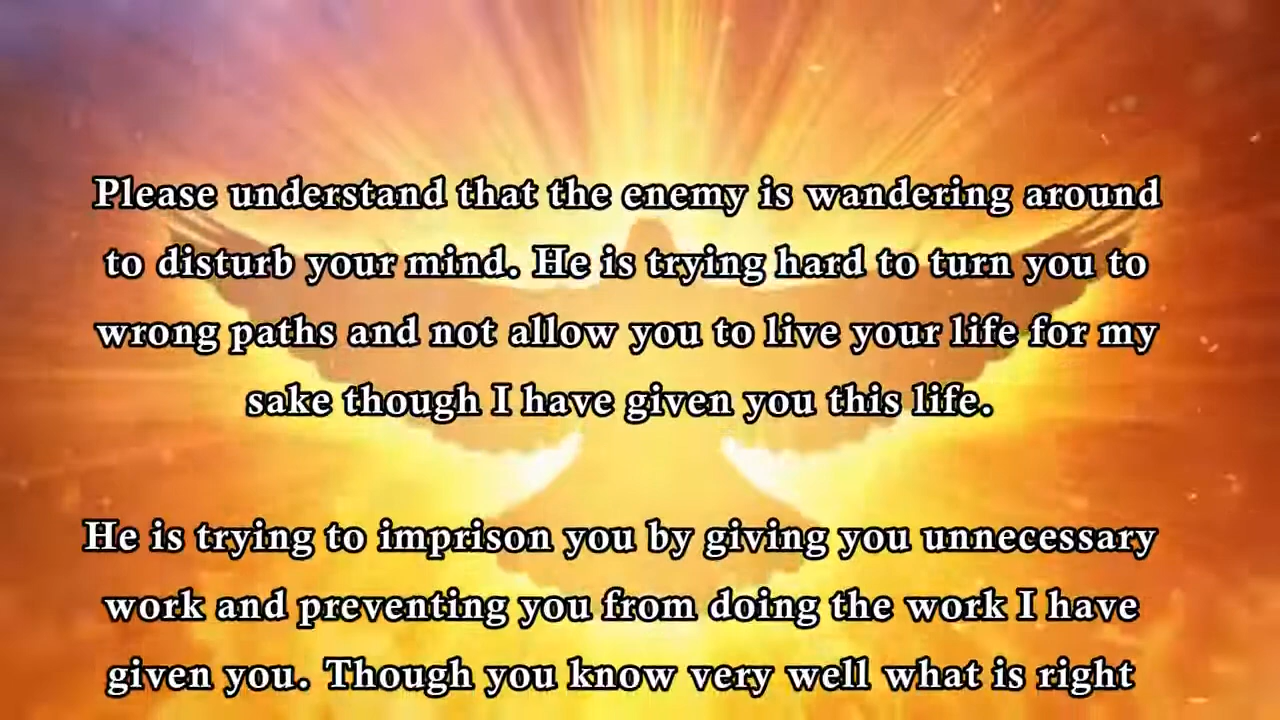 Please understand that the enemy is wandering around
to disturb your mind. He is trying hard to turn you to
wrong paths and not allow you to live your life for my
sake though I have given you this life.
He is trying to imprison you by giving you unnecessary
work and preventing you from doing the work I have
given you. Though you know very well what is right